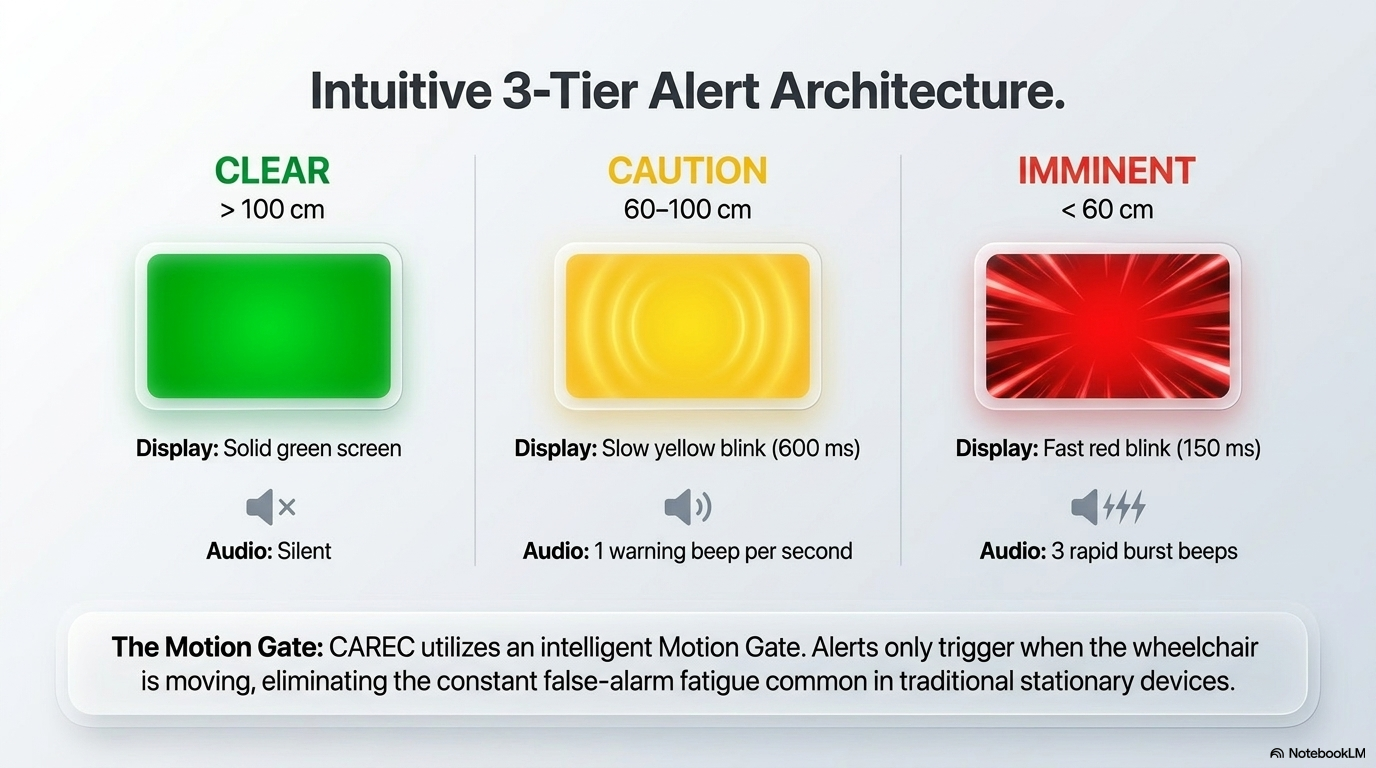 Intuitive 3-Tier Alert Architecture.
CLEAR
> 100 cm
Display: Solid green screen
Audio: Silent
CAUTION
60–100 cm
Display: Slow yellow blink (600 ms)
Audio: 1 warning beep per second
IMMINENT
< 60 cm
Display: Fast red blink (150 ms)
Audio: 3 rapid burst beeps
The Motion Gate: CAREC utilizes an intelligent Motion Gate. Alerts only trigger when the wheelchair
is moving, eliminating the constant false-alarm fatigue common in traditional stationary devices.
NotebookLM